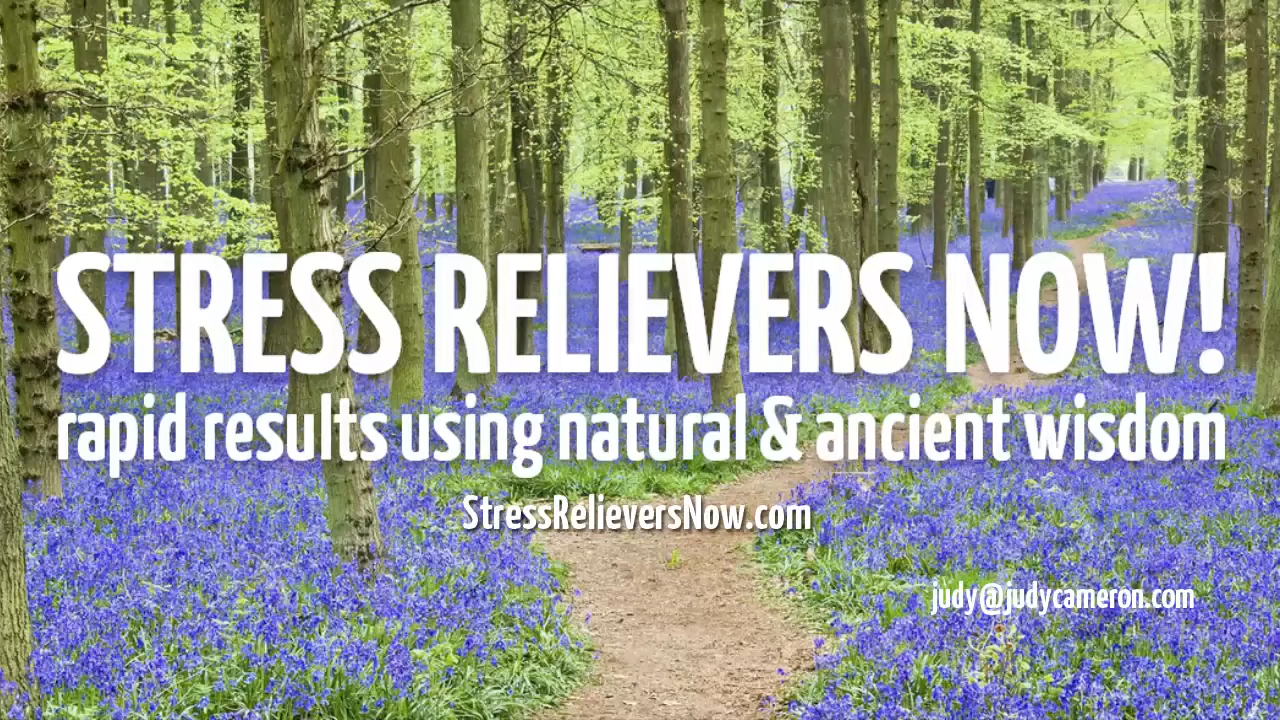 STRESS RELIEVERS NOW!
rapid results using natural & ancient wisdom
StressRelieversNow.com
judy@judycameron.com